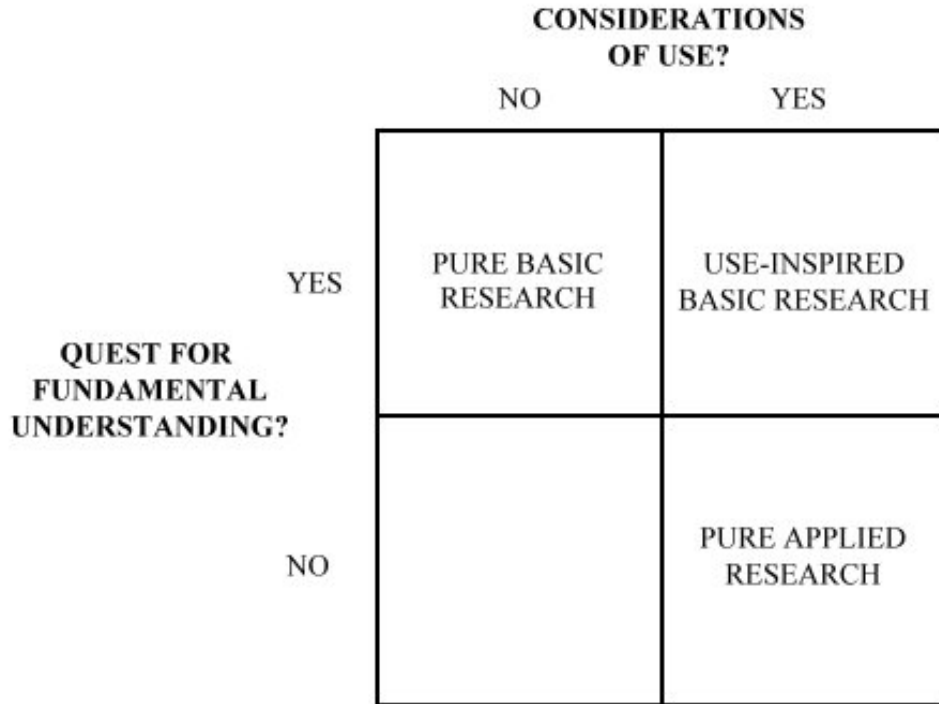 CONSIDERATIONS
OF USE?
NO
YES
YES
PURE BASIC
RESEARCH
USE-INSPIRED
BASIC RESEARCH
QUEST FOR
FUNDAMENTAL
UNDERSTANDING?
NO
PURE APPLIED
RESEARCH